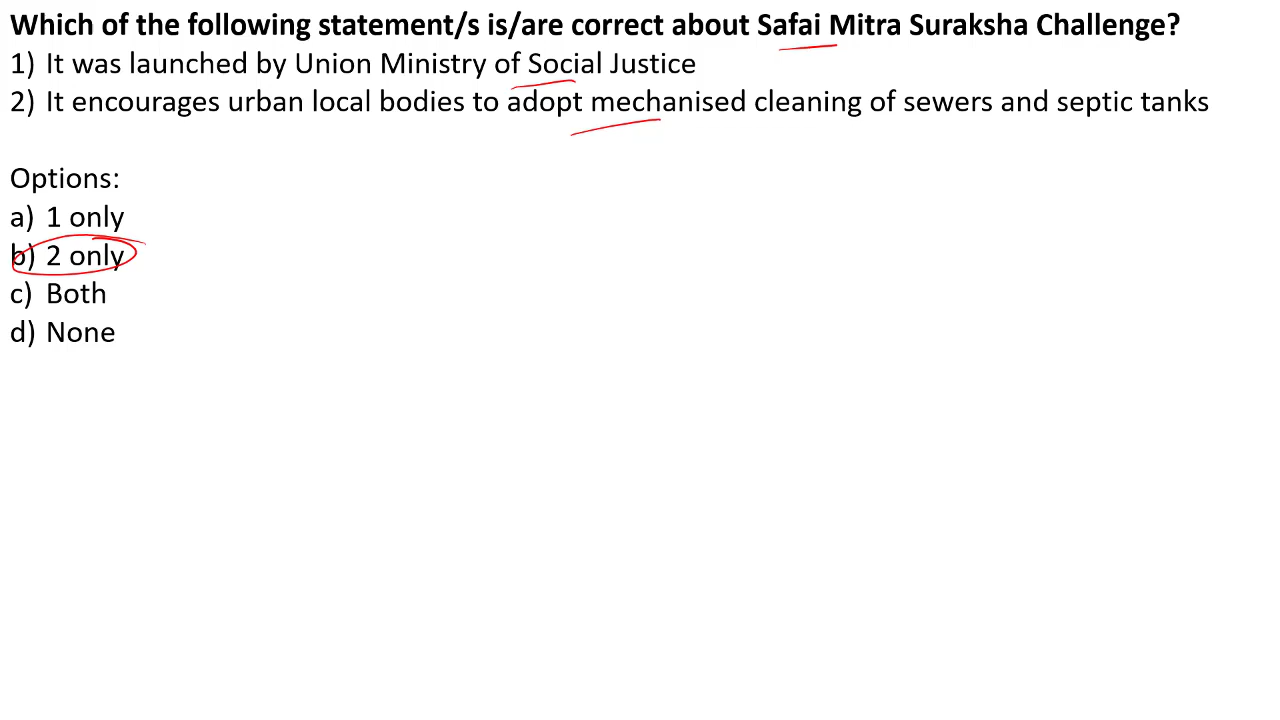 Which of the following statement/s is/are correct about Safai Mitra Suraksha Challenge?
1) It was launched by Union Ministry of Social Justice
2) It encourages urban local bodies to adopt mechanised cleaning of sewers and septic tanks
Options:
a) 1 only
b) 2 only
c) Both
d) None